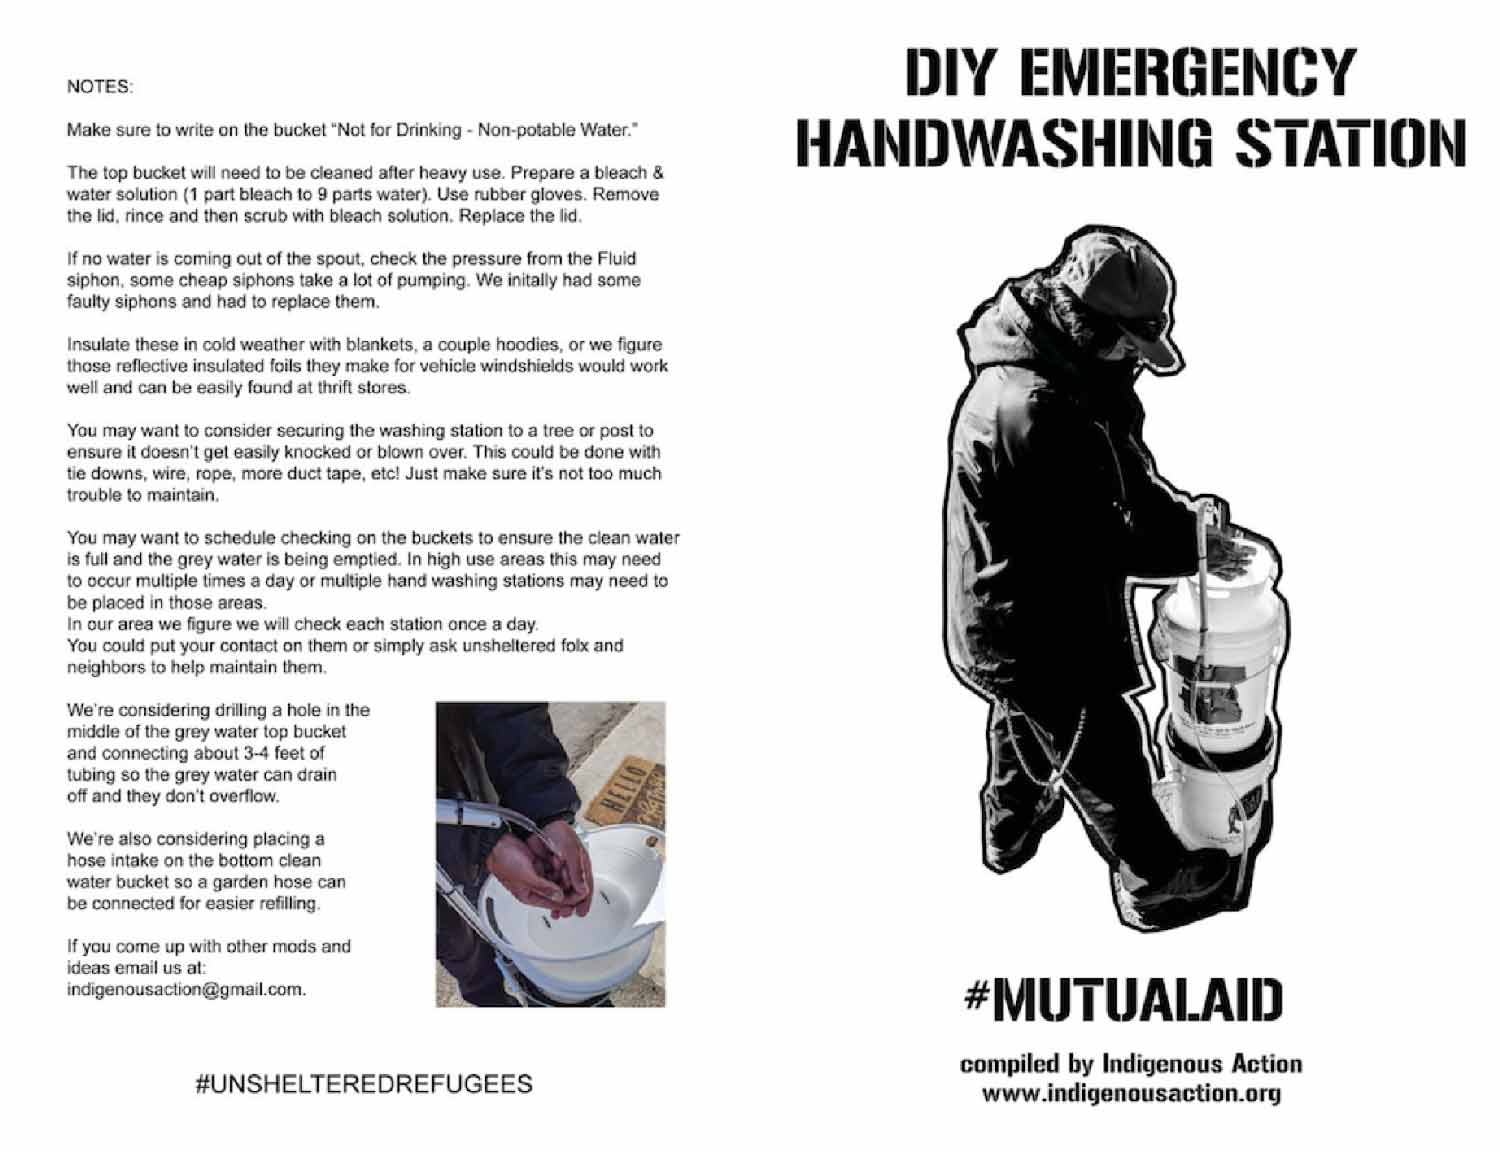 NOTES:
Make sure to write on the bucket “Not for Drinking - Non-potable Water.”
The top bucket will need to be cleaned after heavy use. Prepare a bleach &
water solution (1 part bleach to 9 parts water). Use rubber gloves. Remove
the lid, rince and then scrub with bleach solution. Replace the lid.
If no water is coming out of the spout, check the pressure from the Fluid
siphon, some cheap siphons take a lot of pumping. We initally had some
faulty siphons and had to replace them.
Insulate these in cold weather with blankets, a couple hoodies, or we figure
those reflective insulated foils they make for vehicle windshields would work
well and can be easily found at thrift stores.
You may want to consider securing the washing station to a tree or post to
ensure it doesn’t get easily knocked or blown over. This could be done with
tie downs, wire, rope, more duct tape, etc! Just make sure it’s not too much
trouble to maintain.
You may want to schedule checking on the buckets to ensure the clean water
is full and the grey water is being emptied. In high use areas this may need
to occur multiple times a day or multiple hand washing stations may need to
be placed in those areas.
In our area we figure we will check each station once a day.
You could put your contact on them or simply ask unsheltered folx and
neighbors to help maintain them.
We’re considering drilling a hole in the
middle of the grey water top bucket
and connecting about 3-4 feet of
tubing so the grey water can drain
off and they don’t overflow.
We’re also considering placing a
hose intake on the bottom clean
water bucket so a garden hose can
be connected for easier refilling.
If you come up with other mods and
ideas email us at:
indigenousaction@gmail.com.
HELLO
#UNSHELTEREDREFUGEES
DIY EMERGENCY
HANDWASHING STATION
#MUTUALAID
compiled by Indigenous Action
www.indigenousaction.org